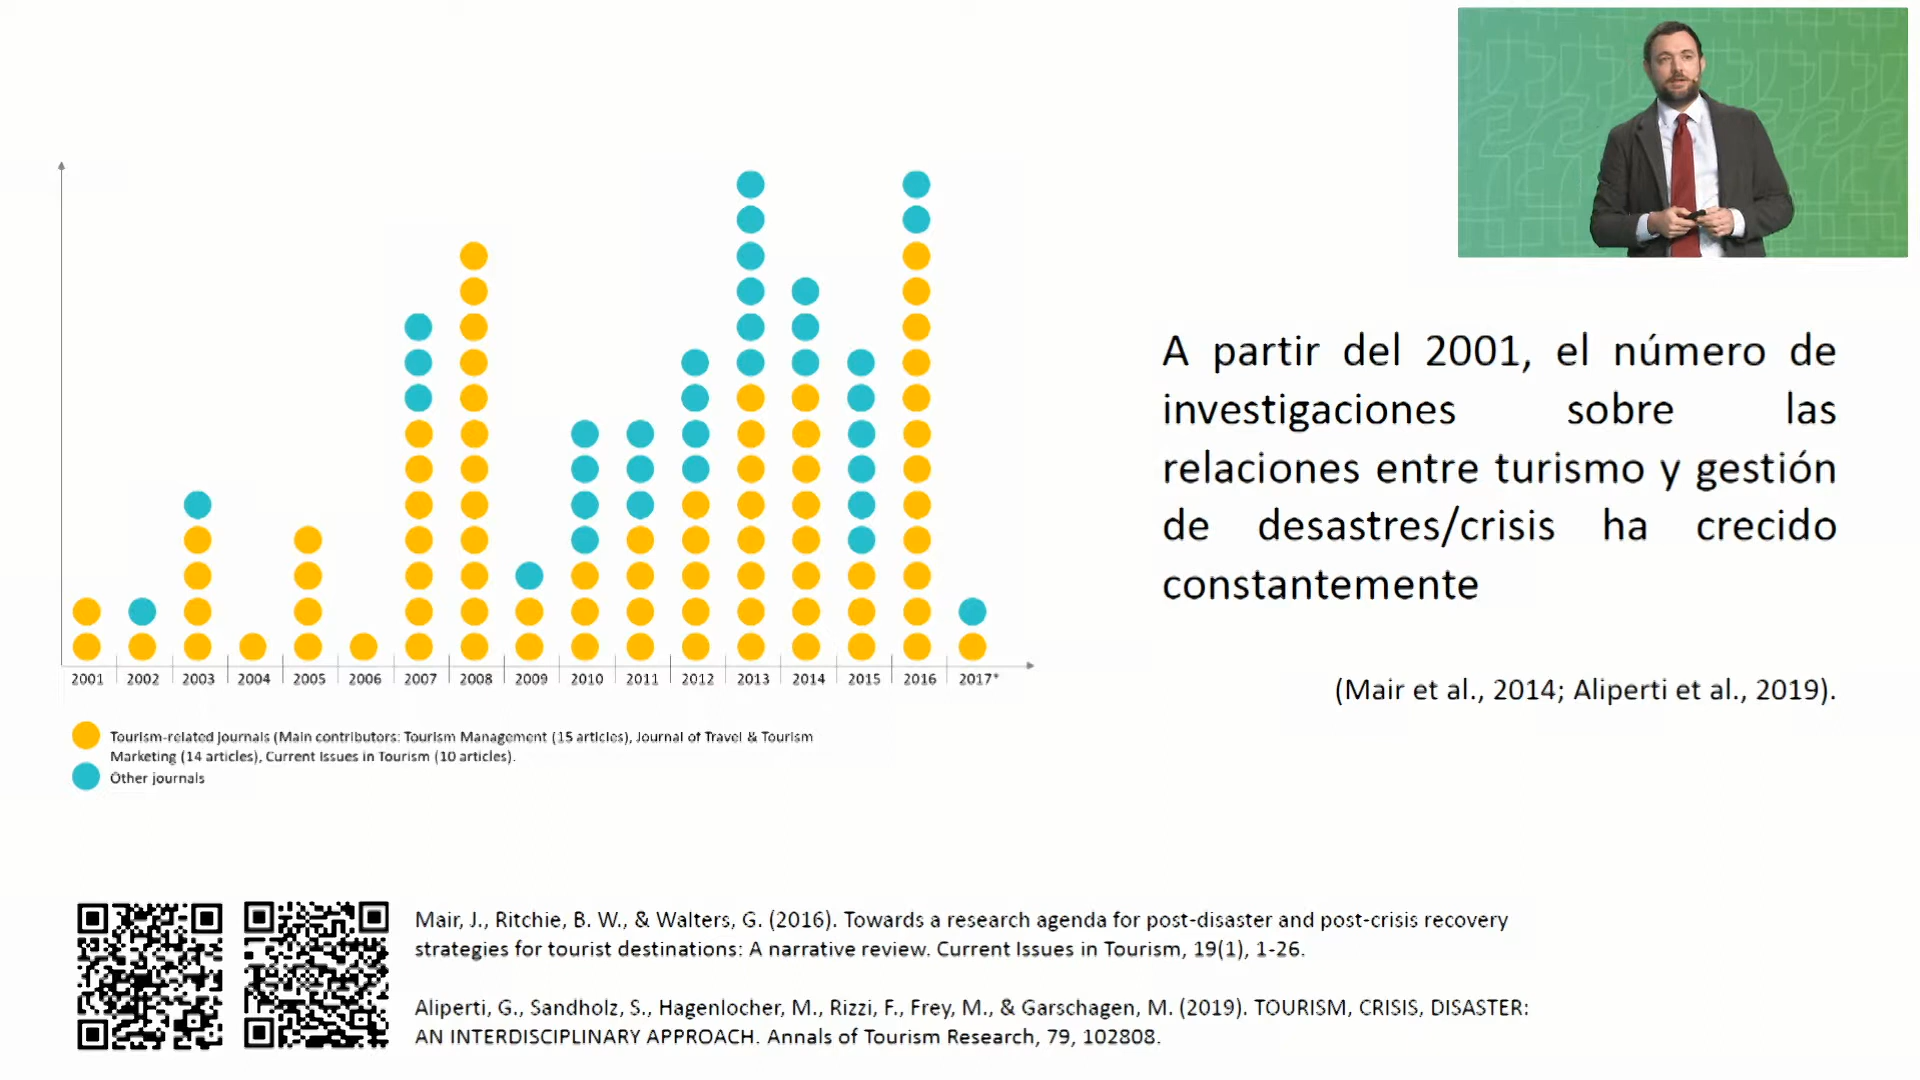 2001 2002 2003 2004 2005 2006 2007 2008 2009 2010 2011 2012 2013 2014 2015 2016 2017*
Tourism-related journals (Main contributors: Tourism Management (15 articles), Journal of Travel & Tourism
Marketing (14 articles), Current Issues in Tourism (10 articles).
Other journals
A partir del 2001, el número de
investigaciones sobre las
relaciones entre turismo y gestión
de desastres/crisis ha crecido
constantemente
(Mair et al., 2014; Aliperti et al., 2019).
Mair, J., Ritchie, B. W., & Walters, G. (2016). Towards a research agenda for post-disaster and post-crisis recovery
strategies for tourist destinations: A narrative review. Current Issues in Tourism, 19(1), 1-26.
Aliperti, G., Sandholz, S., Hagenlocher, M., Rizzi, F., Frey, M., & Garschagen, M. (2019). TOURISM, CRISIS, DISASTER:
AN INTERDISCIPLINARY APPROACH. Annals of Tourism Research, 79, 102808.